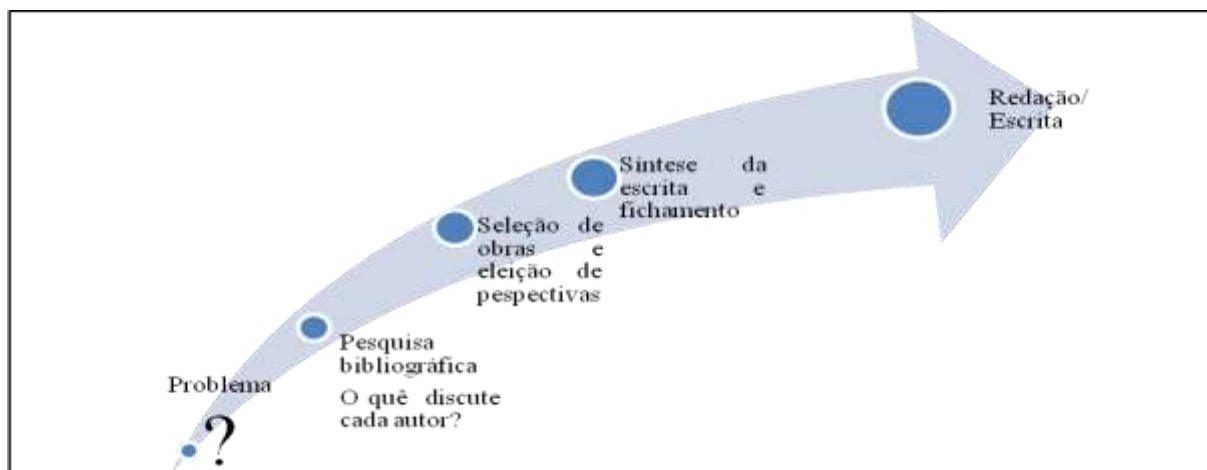 Problema
?
Pesquisa
bibliográfica
O quê discute
cada autor?
Seleção de
obras e
eleição de
pespectivas
Síntese da
escrita e
fichamento
Redação/
Escrita